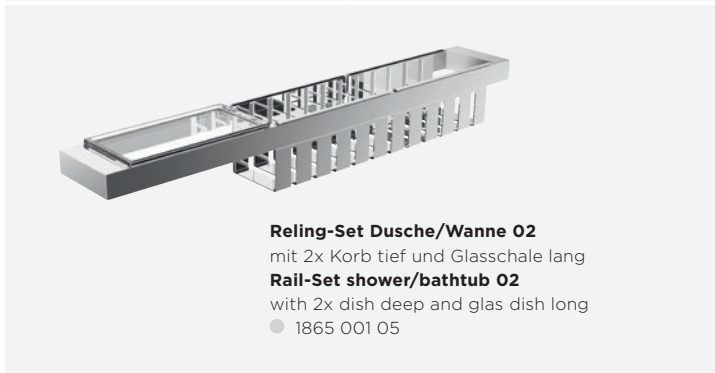 Reling-Set Dusche/Wanne 02
mit 2x Korb tief und Glasschale lang
Rail-Set shower/bathtub 02
with 2x dish deep and glas dish long
1865 001 05